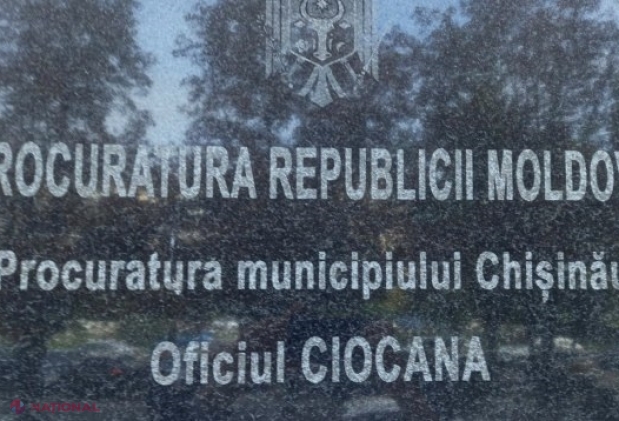 ROCURATURA REPUBLICII MOLDOV
Procuratura municipiului Chișinău
Oficiul CIOCANA